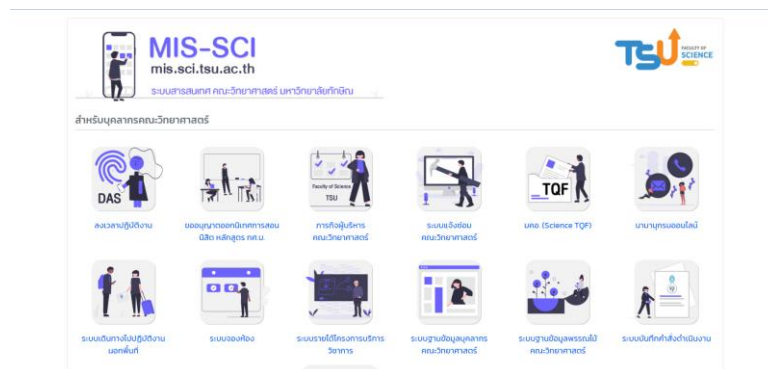 MIS-SCI
mis.sci.tsu.ac.th
ระบบสารสนเทศ คณะวิทยาศาสตร์ มหาวิทยาลัยทักษิณ
TSU
FACULTY OF
SCIENCE
สำหรับบุคลากรคณะวิทยาศาสตร์
DAS
Faculty of Science
TSU
TQF
ลงเวลาปฏิบัติงาน
ขออนุญาตออกนิเทศการสอน
นิสิต หลักสูตร กศ.บ.
ภารกิจผู้บริหาร
คณะวิทยาศาสตร์
ระบบแจ้งซ่อม
คณะวิทยาศาสตร์
มคอ. (Science TQF)
นามานุกรมออนไลน์
ระบบเดินทางไปปฏิบัติงาน
นอกพื้นที่
ระบบจองห้อง
ระบบรายได้โครงการบริการ
วิชาการ
ระบบฐานข้อมูลบุคลากร
คณะวิทยาศาสตร์
ระบบฐานข้อมูลพรรณไม้
คณะวิทยาศาสตร์
ระบบบันทึกคำสั่งดำเนินงาน